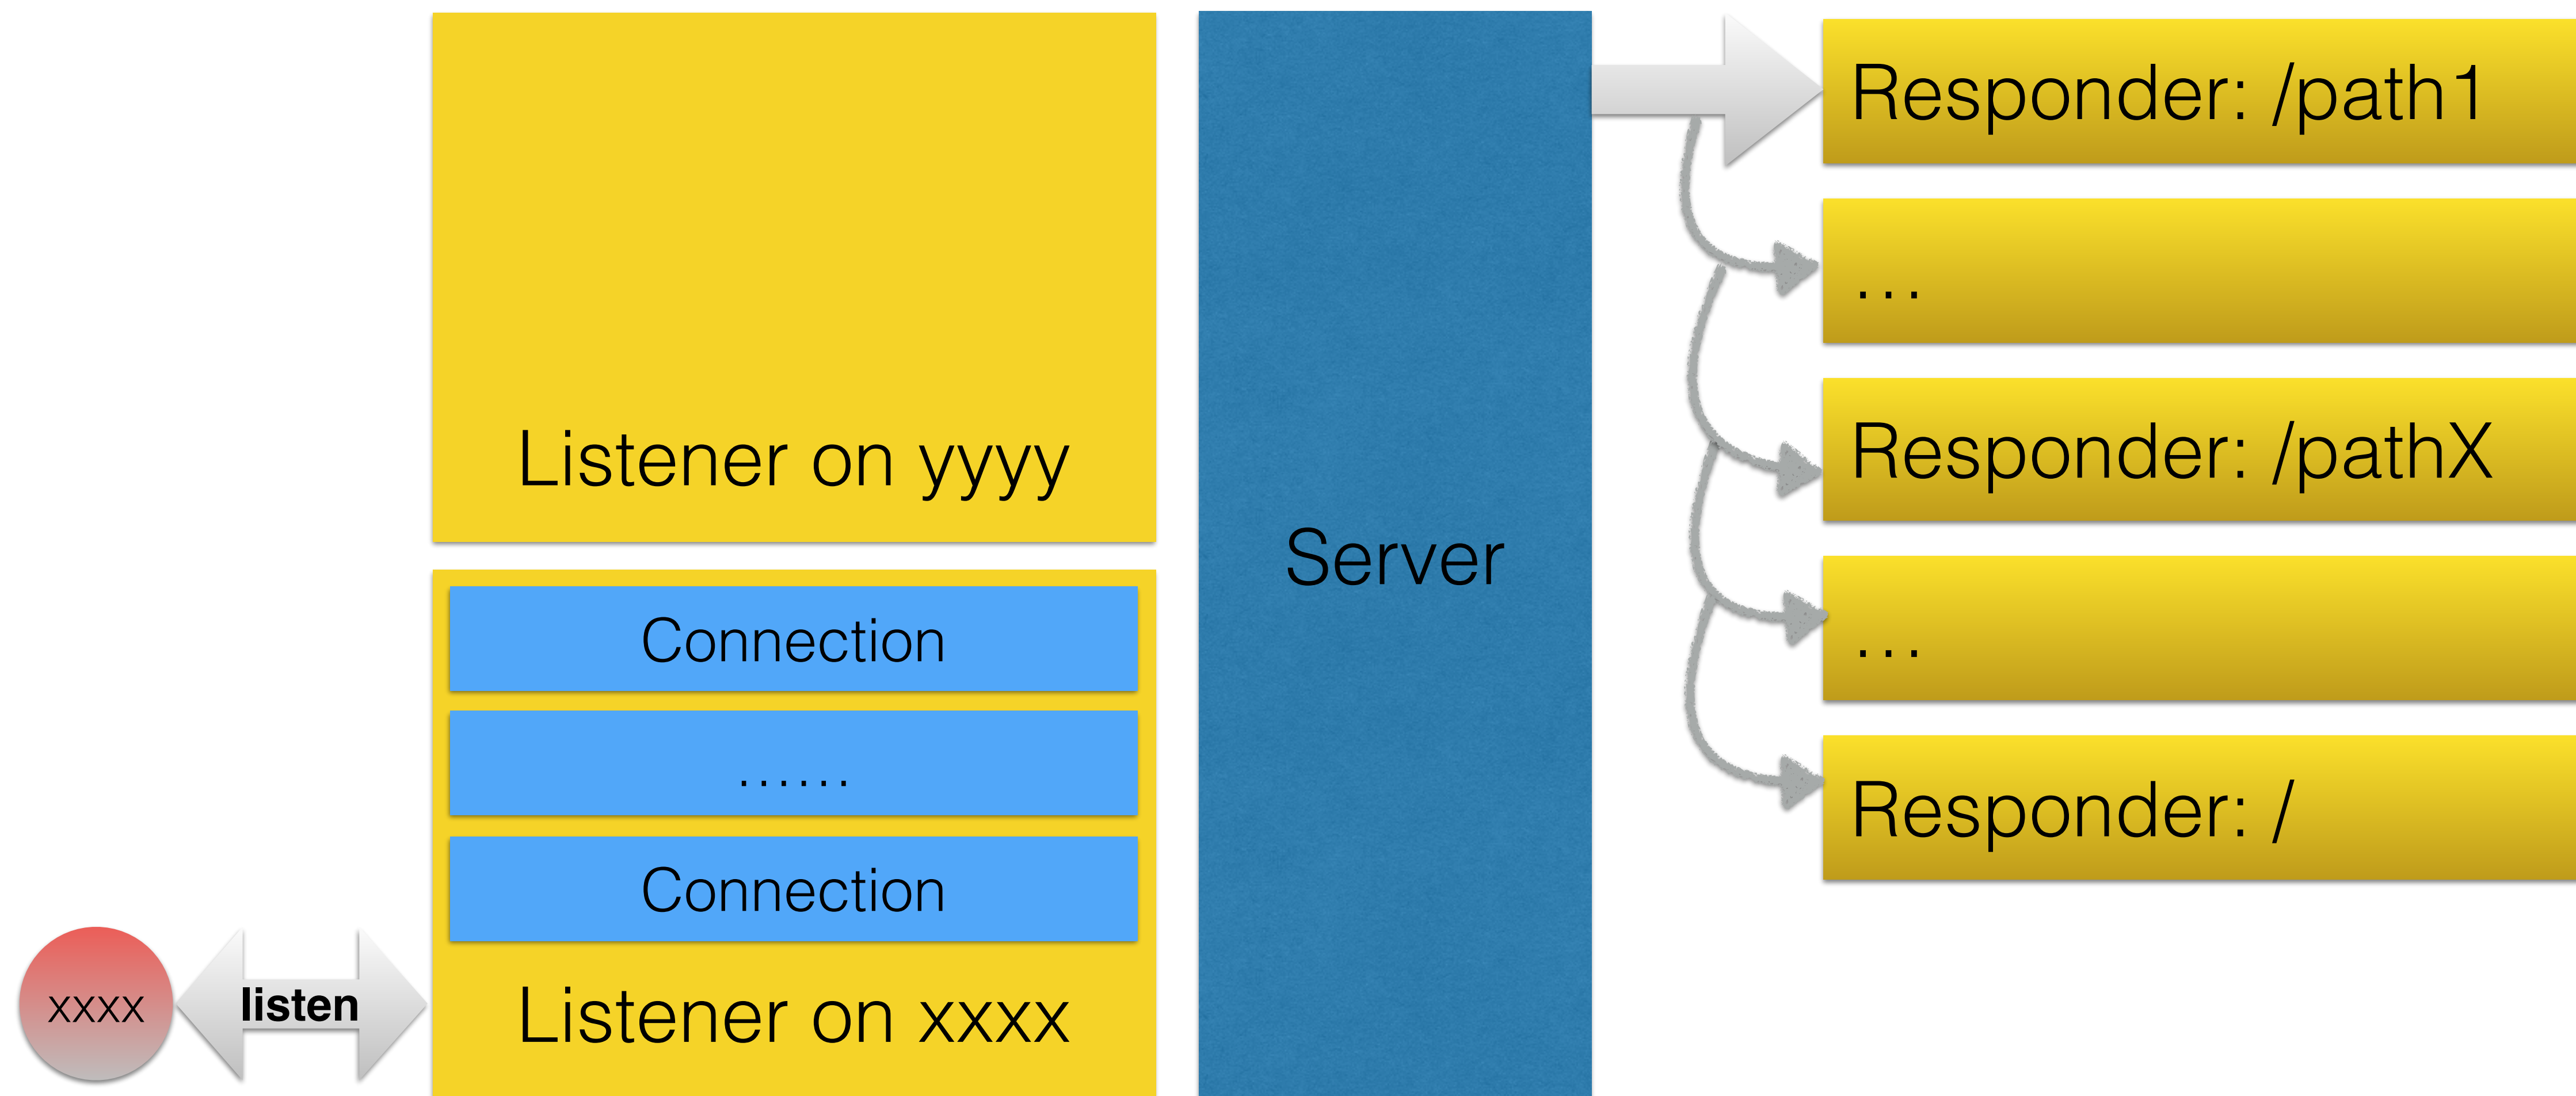 Listener on yyyy
Connection
......
Connection
Listener on xxxx
xxxx
listen
Server
Responder: /path1
...
Responder: /pathX
...
Responder: /